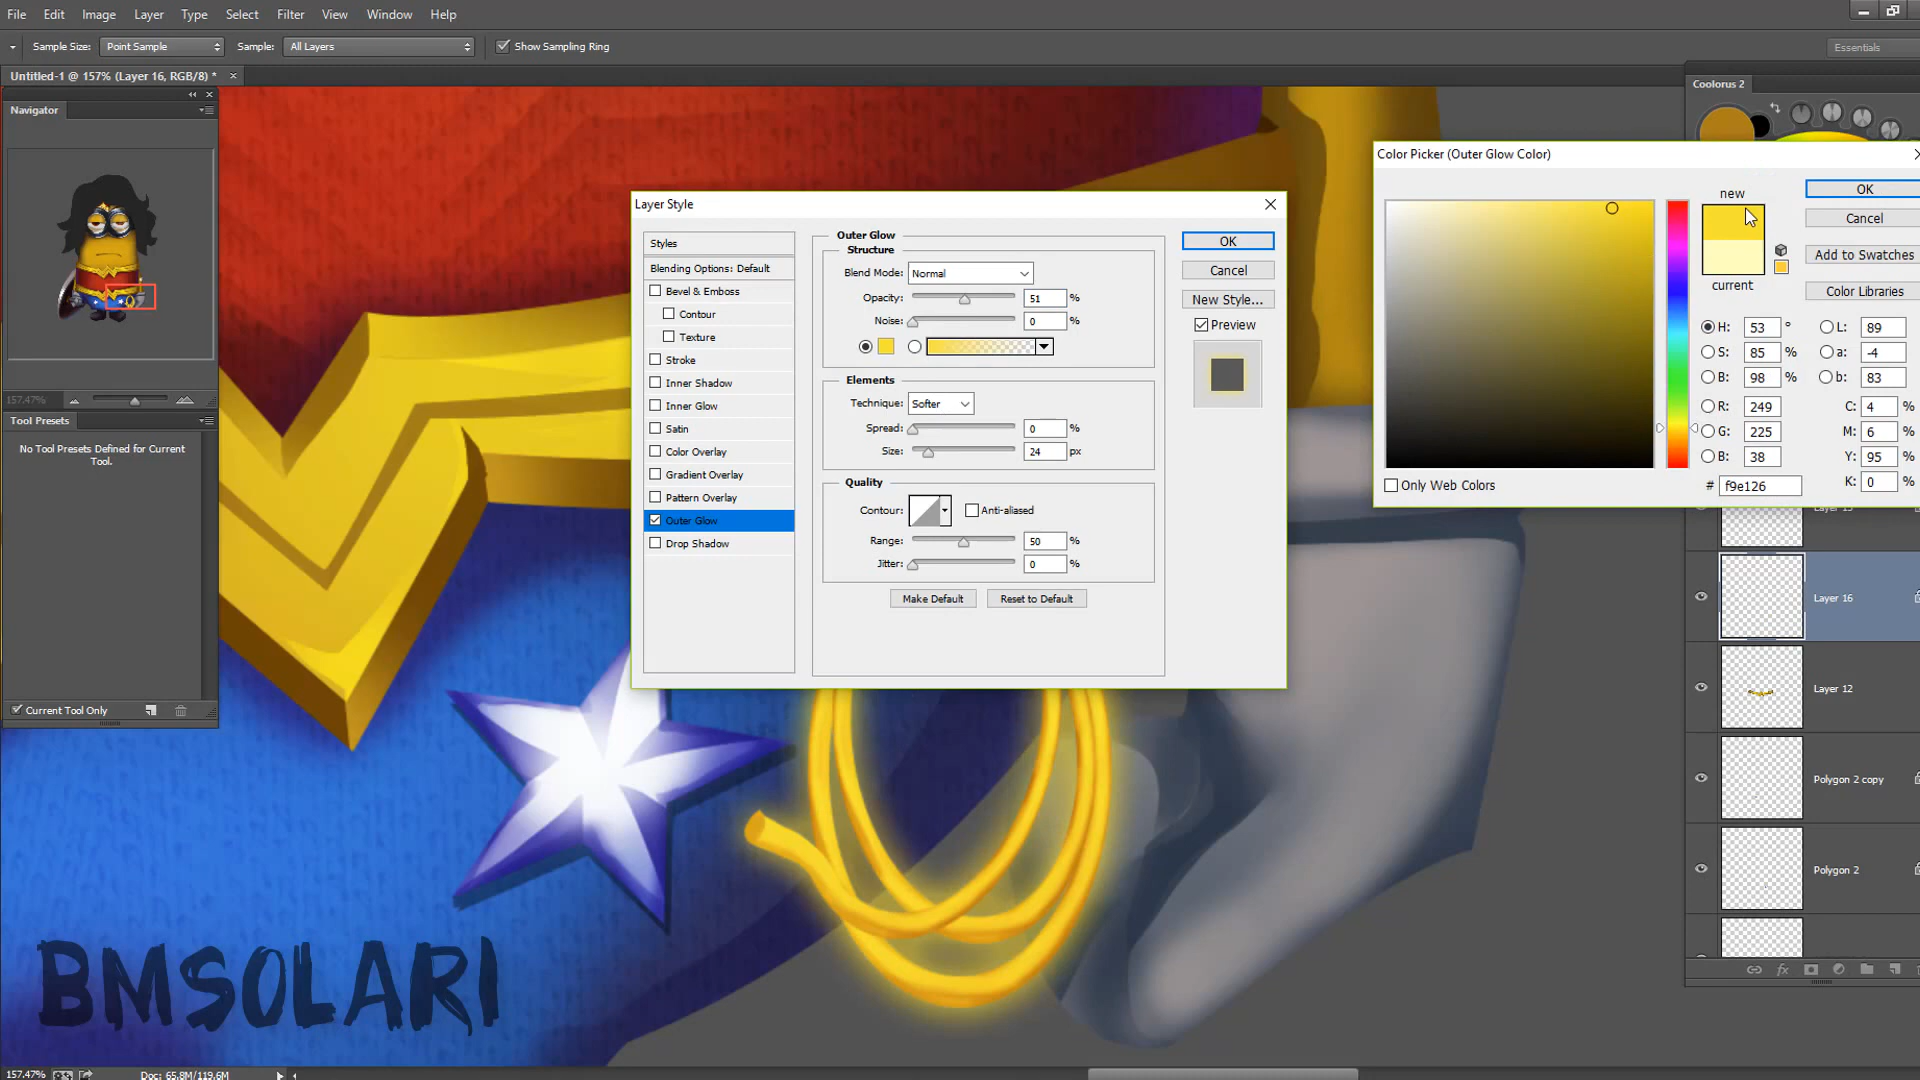 File Edit Image Layer Type Select Filter View Window Help
Sample Size: Point Sample Sample: All Layers Show Sampling Ring
Essentials
Untitled-1 @ 157% (Layer 16, RGB/8) *
Coolorus 2
Navigator
157.47%
Tool Presets
No Tool Presets Defined for Current
Tool.
Current Tool Only
Layer Style
Styles
Blending Options: Default
Bevel & Emboss
Contour
Texture
Stroke
Inner Shadow
Inner Glow
Satin
Color Overlay
Gradient Overlay
Pattern Overlay
Outer Glow
Drop Shadow
Outer Glow
Structure
Blend Mode: Normal
Opacity: 51 %
Noise: 0 %
Elements
Technique: Softer
Spread: 0 %
Size: 24 px
Quality
Contour: Anti-aliased
Range: 50 %
Jitter: 0 %
Make Default Reset to Default
OK
Cancel
New Style...
Preview
Color Picker (Outer Glow Color)
new
current
OK
Cancel
Add to Swatches
Color Libraries
H: 53 ° L: 89
S: 85 % a: -4
B: 98 % b: 83
R: 249 C: 4 %
G: 225 M: 6 %
B: 38 Y: 95 %
# f9e126 K: 0 %
Only Web Colors
Layer 16
Layer 12
Polygon 2 copy
Polygon 2
fx
BMSOLARI
157.47% Doc: 65.8M/119.6M